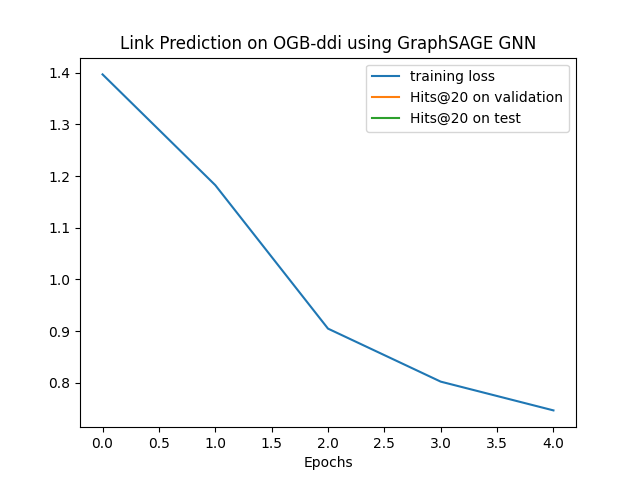 Link Prediction on OGB-ddi using GraphSAGE GNN
training loss
Hits@20 on validation
Hits@20 on test
1.4
1.3
1.2
1.1
1.0
0.9
0.8
0.0 0.5 1.0 1.5 2.0 2.5 3.0 3.5 4.0
Epochs